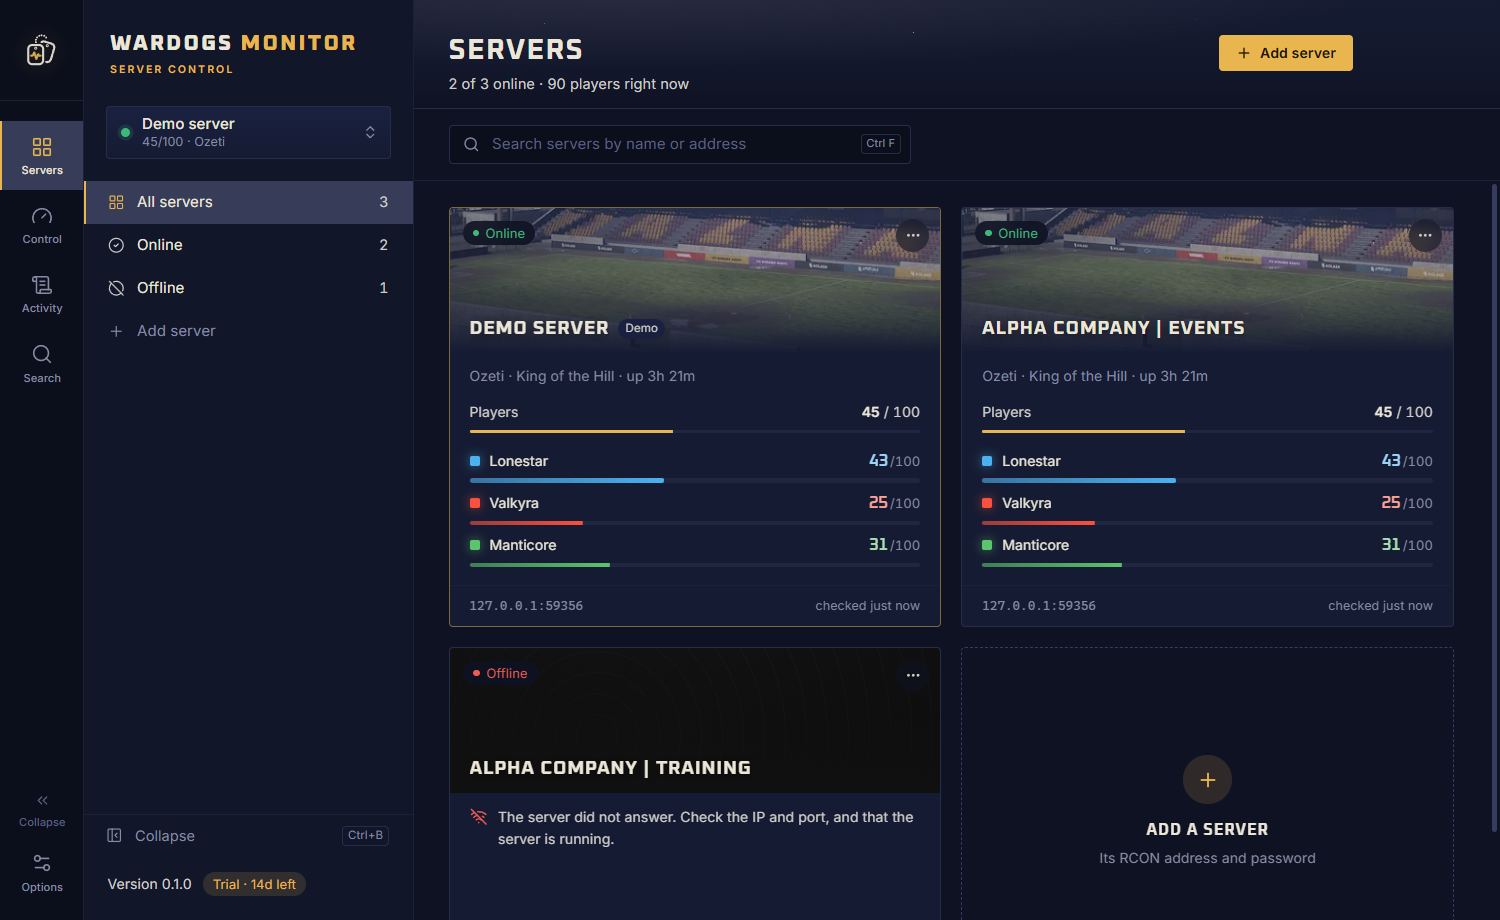 WARDOGS MONITOR
SERVER CONTROL
Demo server
45/100 · Ozeti
Servers
Control
Activity
Search
All servers 3
Online 2
Offline 1
Add server
Collapse
Options
Collapse Ctrl+B
Version 0.1.0 Trial · 14d left
SERVERS
2 of 3 online · 90 players right now
Add server
Search servers by name or address Ctrl F
Online
DEMO SERVER Demo
Ozeti · King of the Hill · up 3h 21m
Players 45 / 100
Lonestar 43/100
Valkyra 25/100
Manticore 31/100
127.0.0.1:59356 checked just now
Online
ALPHA COMPANY | EVENTS
Ozeti · King of the Hill · up 3h 21m
Players 45 / 100
Lonestar 43/100
Valkyra 25/100
Manticore 31/100
127.0.0.1:59356 checked just now
Offline
ALPHA COMPANY | TRAINING
The server did not answer. Check the IP and port, and that the
server is running.
ADD A SERVER
Its RCON address and password